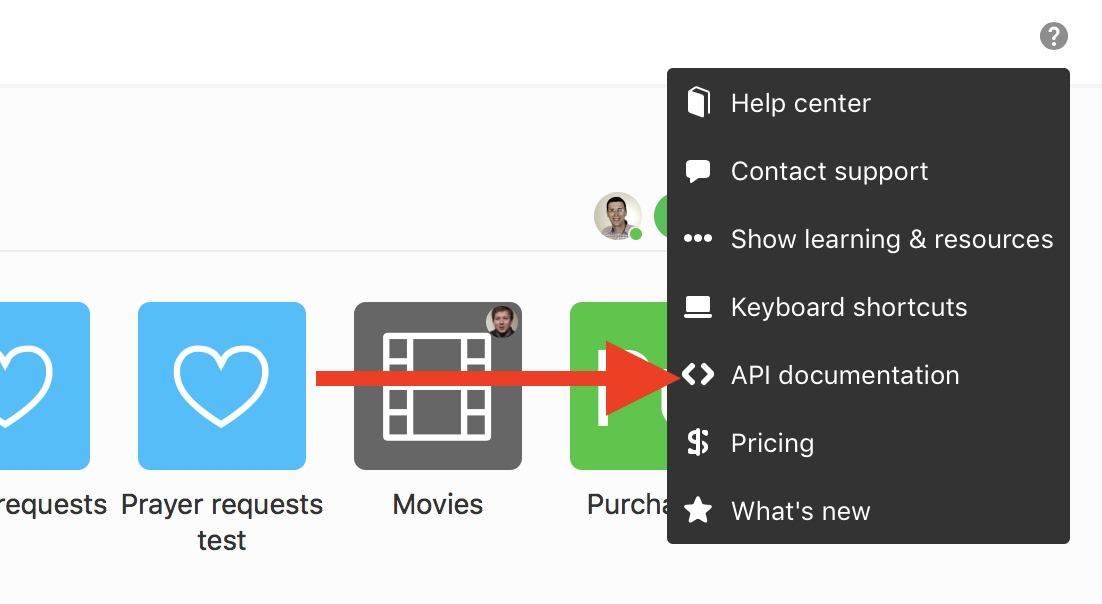 Help center
Contact support
Show learning & resources
Keyboard shortcuts
API documentation
Pricing
What's new
requests
Prayer requests
test
Movies
Purcha